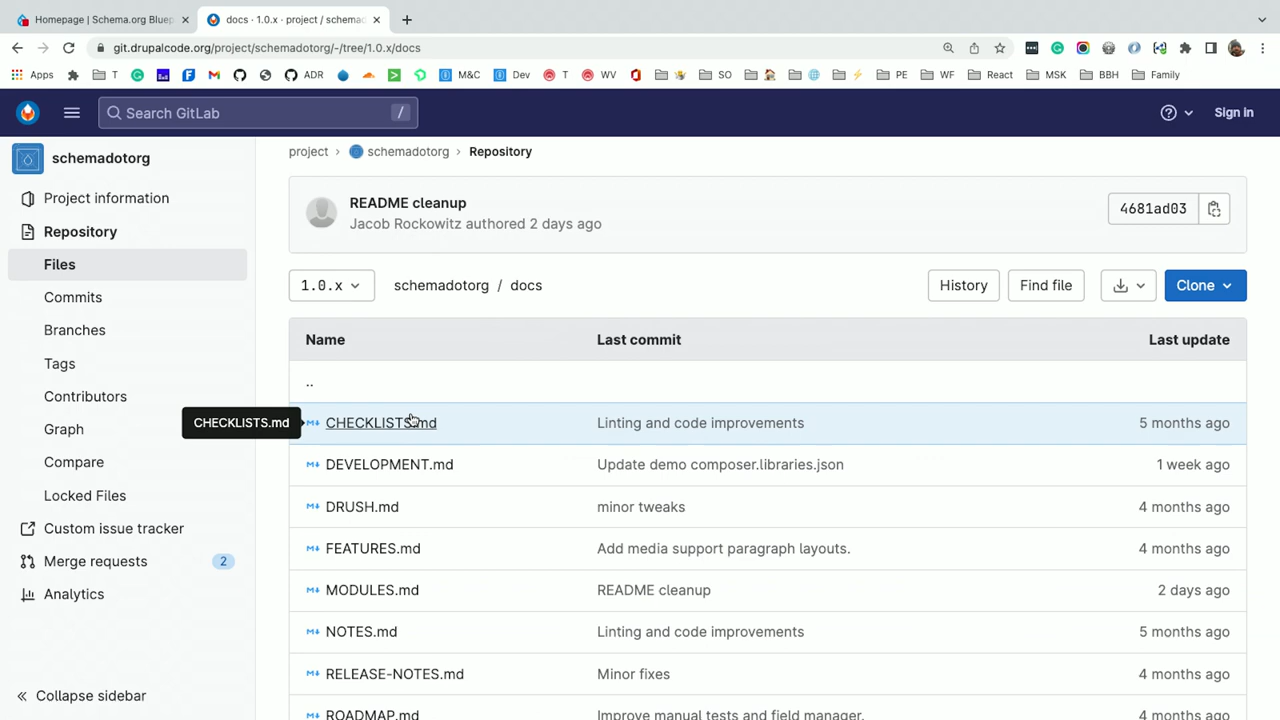 Homepage | Schema.org Bluep
docs · 1.0.x · project / schemad
git.drupalcode.org/project/schemadotorg/-/tree/1.0.x/docs
Apps T ADR M&C Dev T WV SO PE WF React MSK BBH Family
Search GitLab /
Sign in
schemadotorg
project › schemadotorg › Repository
Project information
Repository
Files
Commits
Branches
Tags
Contributors
Graph
Compare
Locked Files
Custom issue tracker
Merge requests 2
Analytics
Collapse sidebar
README cleanup
Jacob Rockowitz authored 2 days ago
4681ad03
1.0.x
schemadotorg / docs
History
Find file
Clone
Name Last commit Last update
..
CHECKLISTS.md
CHECKLISTS.md Linting and code improvements 5 months ago
DEVELOPMENT.md Update demo composer.libraries.json 1 week ago
DRUSH.md minor tweaks 4 months ago
FEATURES.md Add media support paragraph layouts. 4 months ago
MODULES.md README cleanup 2 days ago
NOTES.md Linting and code improvements 5 months ago
RELEASE-NOTES.md Minor fixes 4 months ago
ROADMAP.md Improve manual tests and field manager. 4 months ago